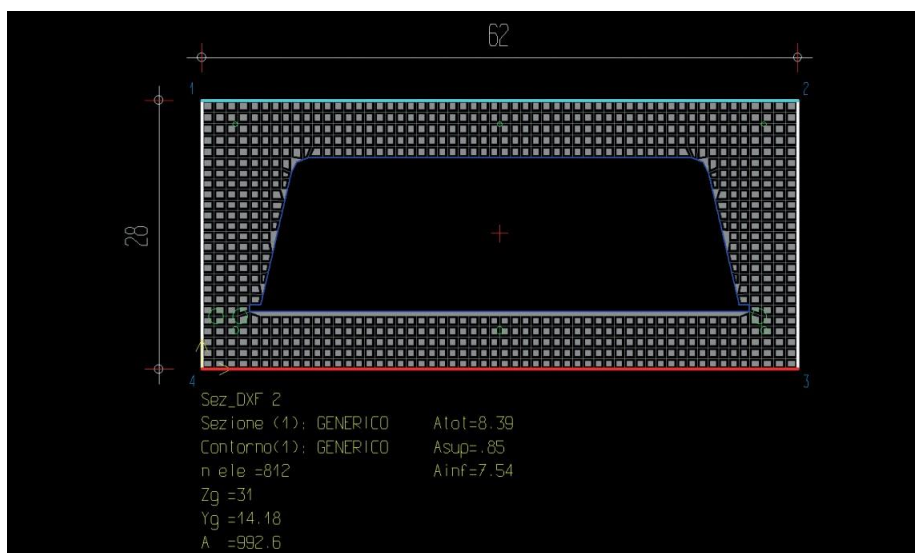 62
1 2
28
4 3
Sez_DXF 2
Sezione (1): GENERICO Atot=8.39
Contorno(1): GENERICO Asup=.85
n ele =812 Ainf=7.54
Zg =31
Yg =14.18
A =992.6